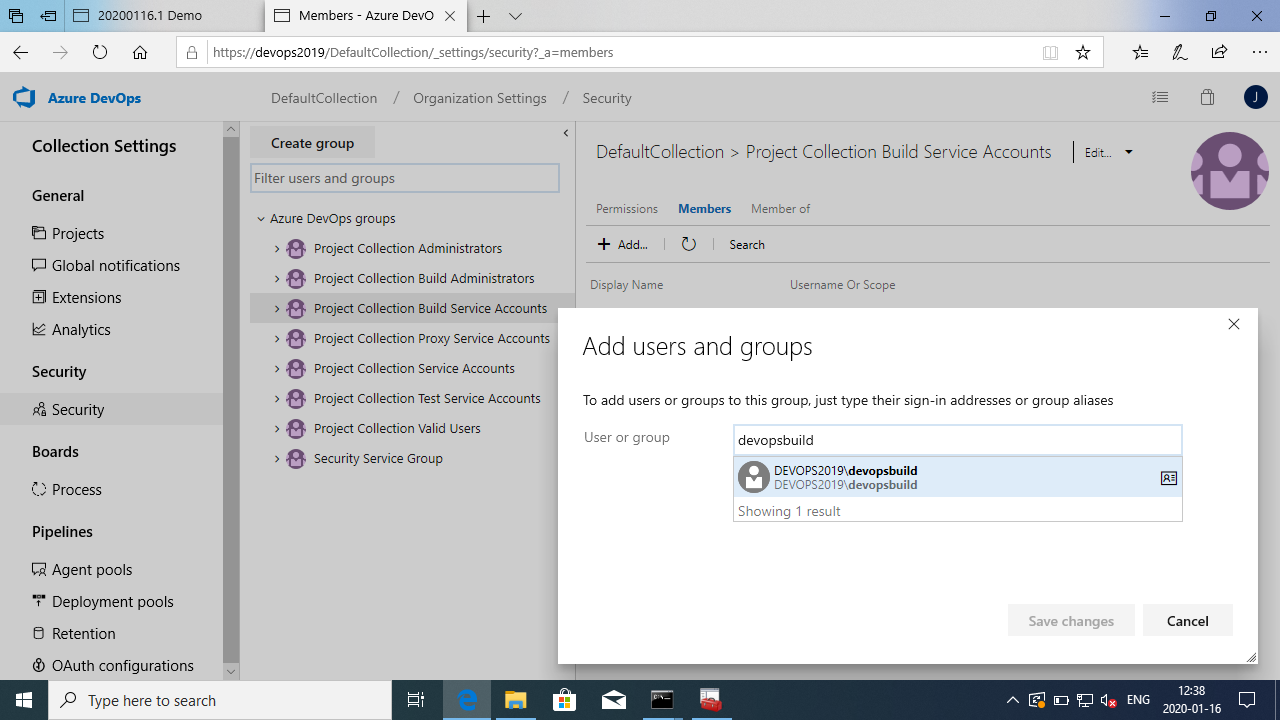 20200116.1 Demo
Members - Azure DevO
https://devops2019/DefaultCollection/_settings/security?_a=members
Azure DevOps
DefaultCollection / Organization Settings / Security
J
Collection Settings
General
Projects
Global notifications
Extensions
Analytics
Security
Security
Boards
Process
Pipelines
Agent pools
Deployment pools
Retention
OAuth configurations
Create group
Filter users and groups
Azure DevOps groups
Project Collection Administrators
Project Collection Build Administrators
Project Collection Build Service Accounts
Project Collection Proxy Service Accounts
Project Collection Service Accounts
Project Collection Test Service Accounts
Project Collection Valid Users
Security Service Group
DefaultCollection > Project Collection Build Service Accounts
Edit...
Permissions Members Member of
Add... Search
Display Name Username Or Scope
Add users and groups
To add users or groups to this group, just type their sign-in addresses or group aliases
User or group
devopsbuild
DEVOPS2019\devopsbuild
DEVOPS2019\devopsbuild
Showing 1 result
Save changes Cancel
Type here to search
ENG
12:38
2020-01-16